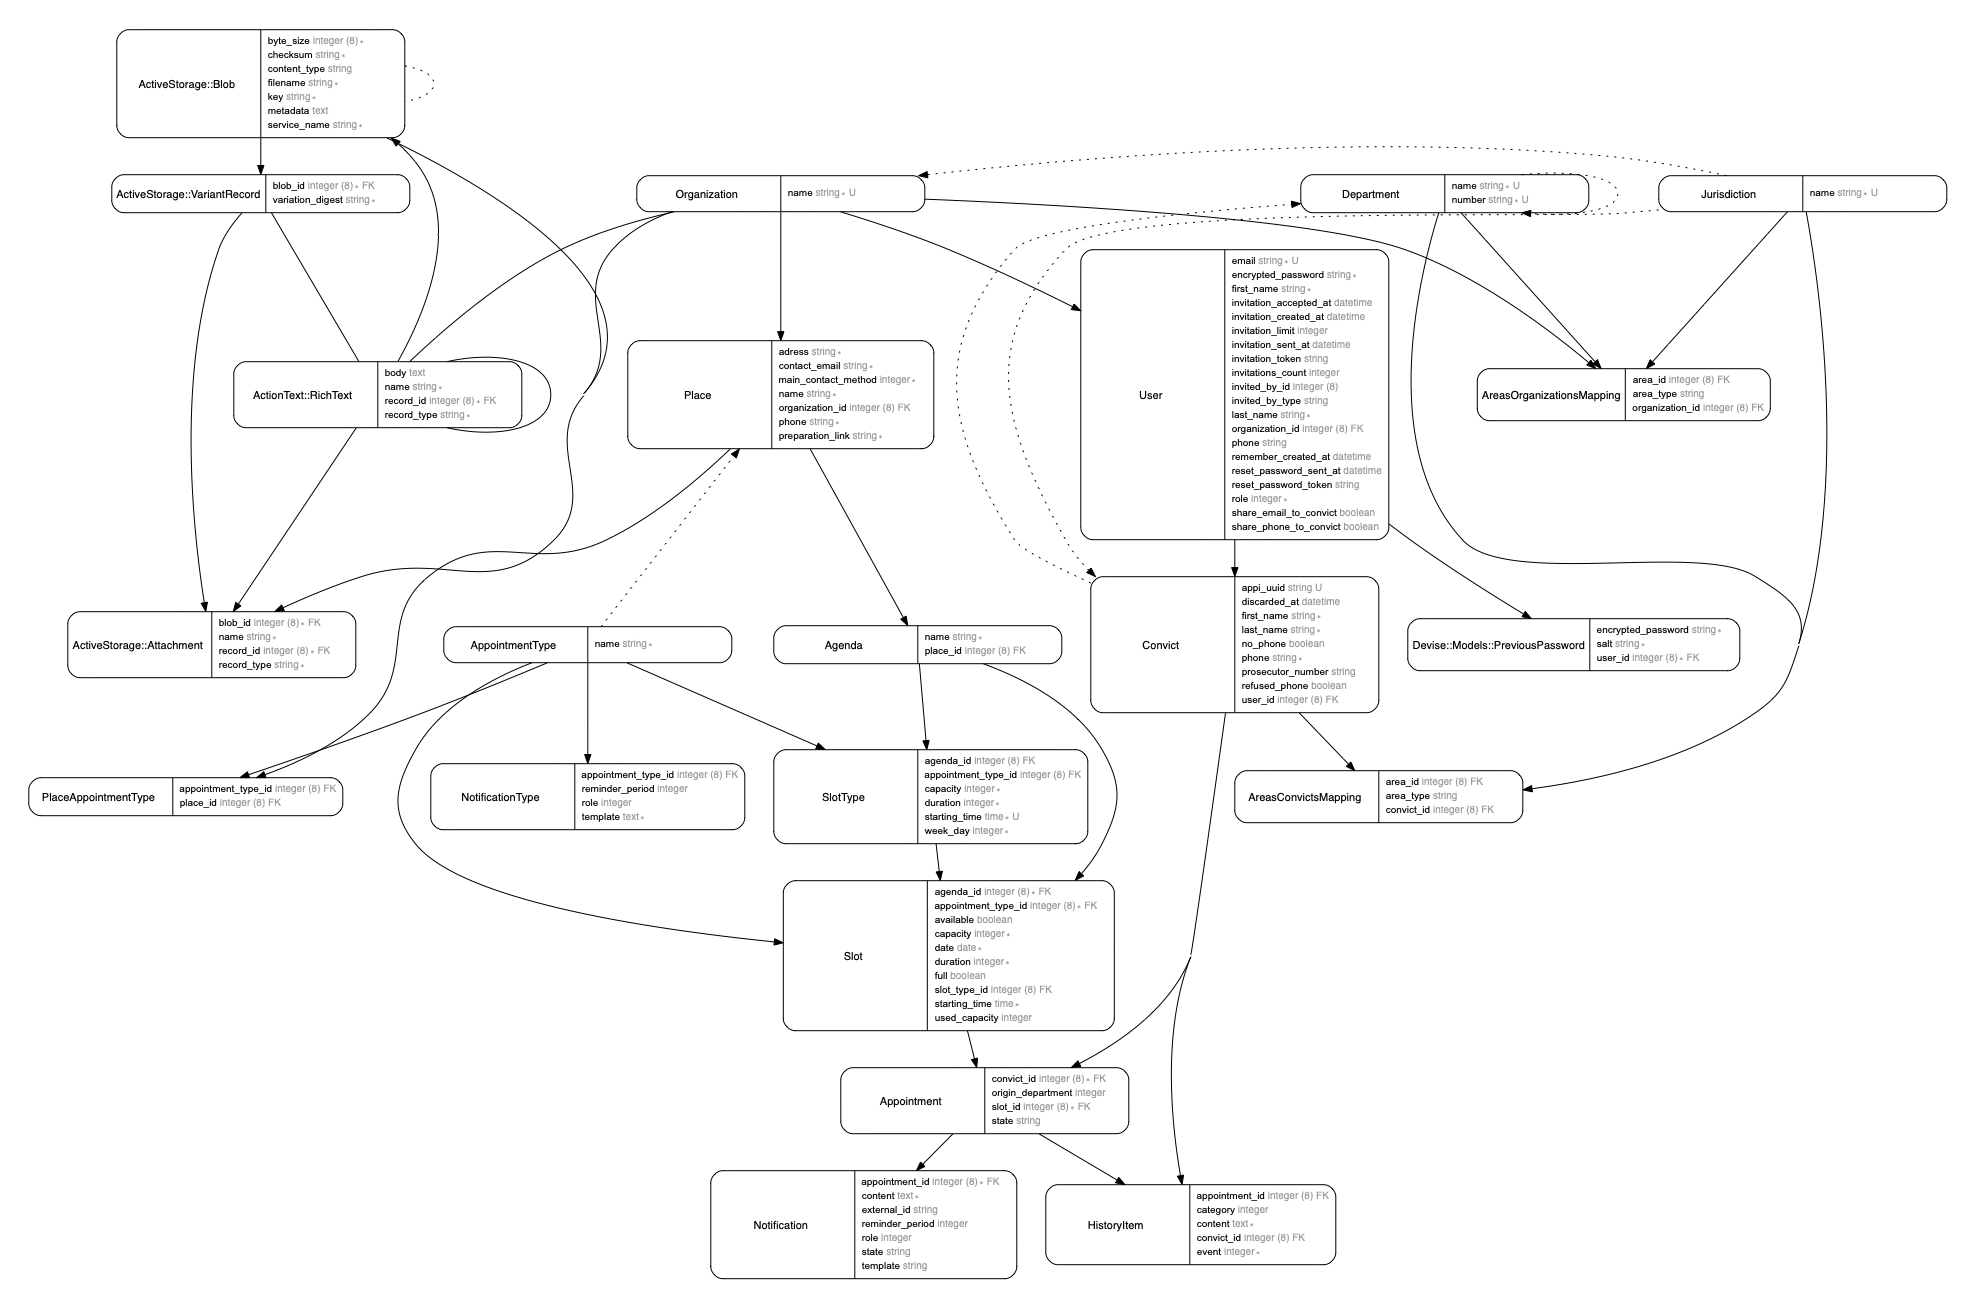 ActiveStorage::Blob
byte_size integer (8) *
checksum string *
content_type string
filename string *
key string *
metadata text
service_name string *
ActiveStorage::VariantRecord
blob_id integer (8) * FK
variation_digest string *
Organization
name string * U
Department
name string * U
number string * U
Jurisdiction
name string * U
ActionText::RichText
body text
name string *
record_id integer (8) * FK
record_type string *
Place
adress string *
contact_email string *
main_contact_method integer *
name string *
organization_id integer (8) FK
phone string *
preparation_link string *
User
email string * U
encrypted_password string *
first_name string *
invitation_accepted_at datetime
invitation_created_at datetime
invitation_limit integer
invitation_sent_at datetime
invitation_token string
invitations_count integer
invited_by_id integer (8)
invited_by_type string
last_name string *
organization_id integer (8) FK
phone string
remember_created_at datetime
reset_password_sent_at datetime
reset_password_token string
role integer *
share_email_to_convict boolean
share_phone_to_convict boolean
AreasOrganizationsMapping
area_id integer (8) FK
area_type string
organization_id integer (8) FK
ActiveStorage::Attachment
blob_id integer (8) * FK
name string *
record_id integer (8) * FK
record_type string *
AppointmentType
name string *
Agenda
name string *
place_id integer (8) FK
Convict
appi_uuid string U
discarded_at datetime
first_name string *
last_name string *
no_phone boolean
phone string *
prosecutor_number string
refused_phone boolean
user_id integer (8) FK
Devise::Models::PreviousPassword
encrypted_password string *
salt string *
user_id integer (8) * FK
PlaceAppointmentType
appointment_type_id integer (8) FK
place_id integer (8) FK
NotificationType
appointment_type_id integer (8) FK
reminder_period integer
role integer
template text *
SlotType
agenda_id integer (8) FK
appointment_type_id integer (8) FK
capacity integer *
duration integer *
starting_time time * U
week_day integer *
AreasConvictsMapping
area_id integer (8) FK
area_type string
convict_id integer (8) FK
Slot
agenda_id integer (8) * FK
appointment_type_id integer (8) * FK
available boolean
capacity integer *
date date *
duration integer *
full boolean
slot_type_id integer (8) FK
starting_time time *
used_capacity integer
Appointment
convict_id integer (8) * FK
origin_department integer
slot_id integer (8) * FK
state string
Notification
appointment_id integer (8) * FK
content text *
external_id string
reminder_period integer
role integer
state string
template string
HistoryItem
appointment_id integer (8) FK
category integer
content text *
convict_id integer (8) FK
event integer *